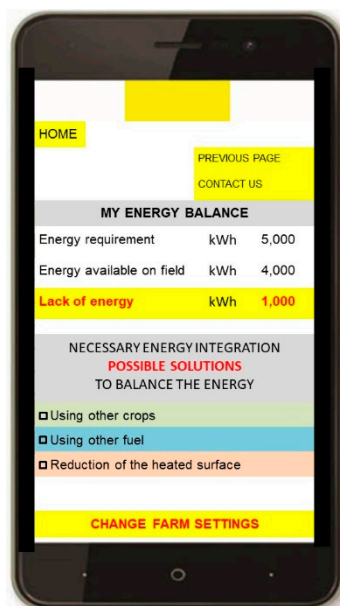 HOME
PREVIOUS PAGE
CONTACT US
MY ENERGY BALANCE
Energy requirement kWh 5,000
Energy available on field kWh 4,000
Lack of energy kWh 1,000
NECESSARY ENERGY INTEGRATION
POSSIBLE SOLUTIONS
TO BALANCE THE ENERGY
Using other crops
Using other fuel
Reduction of the heated surface
CHANGE FARM SETTINGS